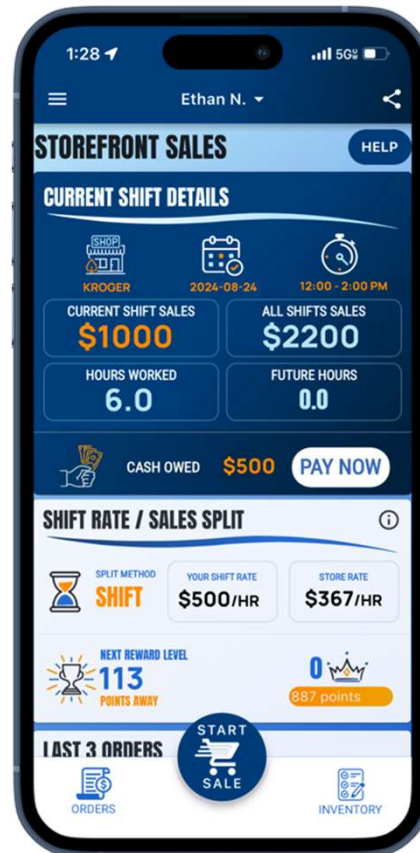 1:28
5G
Ethan N.
STOREFRONT SALES
HELP
CURRENT SHIFT DETAILS
SHOP
KROGER
2024-08-24
12:00 - 2:00 PM
CURRENT SHIFT SALES
$1000
ALL SHIFTS SALES
$2200
HOURS WORKED
6.0
FUTURE HOURS
0.0
CASH OWED
$500
PAY NOW
SHIFT RATE / SALES SPLIT
SPLIT METHOD
SHIFT
YOUR SHIFT RATE
$500/HR
STORE RATE
$367/HR
NEXT REWARD LEVEL
113
POINTS AWAY
0
887 points
LAST 3 ORDERS
START
SALE
ORDERS
INVENTORY